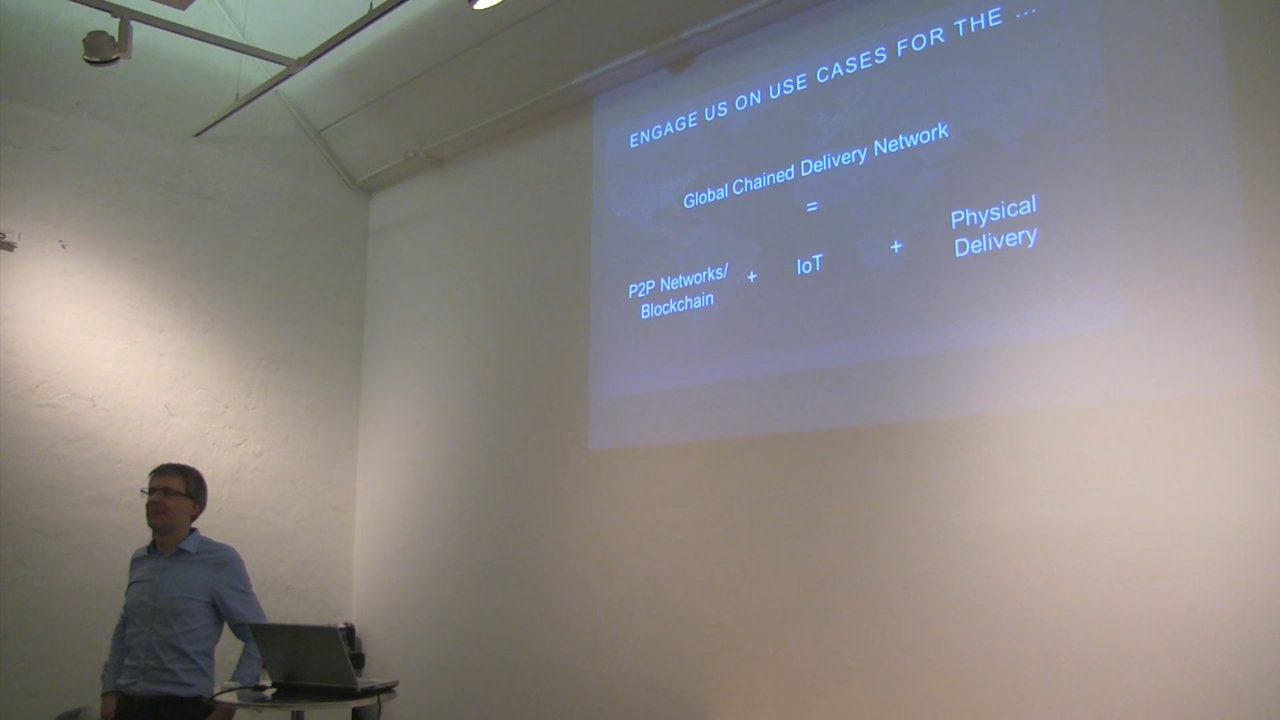 ENGAGE US ON USE CASES FOR THE ...
Global Chained Delivery Network
=
P2P Networks/
Blockchain
+
IoT
+
Physical
Delivery